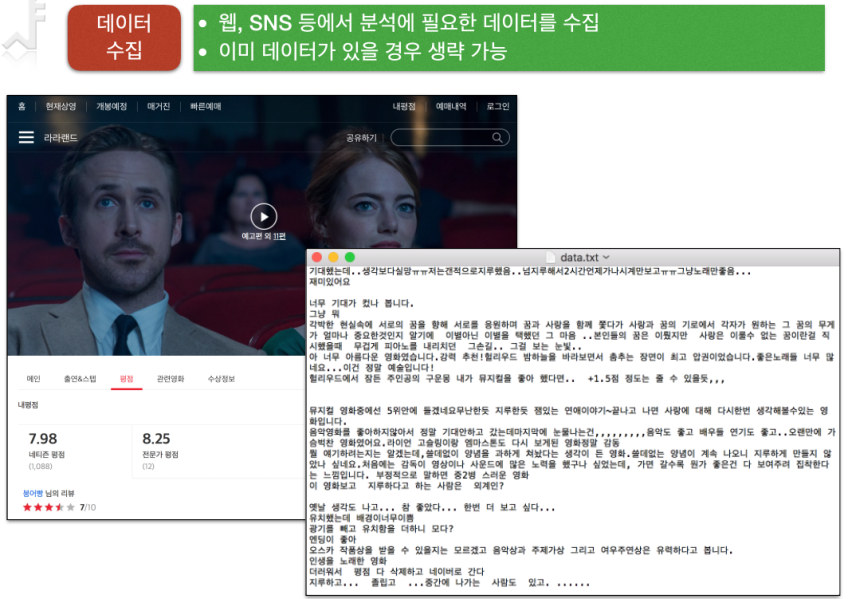 데이터
수집
• 웹, SNS 등에서 분석에 필요한 데이터를 수집
• 이미 데이터가 있을 경우 생략 가능
홈 현재상영 개봉예정 매거진 빠른예매 내평점 예매내역 로그인
라라랜드 공유하기
예고편 외 11편
메인 출연&스텝 평점 관련영화 수상정보
내평점
7.98 8.25
네티즌 평점 전문가 평점
(1,088) (12)
붕어빵 님의 리뷰
7/10
data.txt
기대했는데..생각보다실망ㅠㅠ저는갠적으로지루했음..넘지루해서2시간언제가나시계만보고ㅠㅠ그냥노래만좋음...
재미있어요
너무 기대가 컸나 봅니다.
그냥 뭐
각박한 현실속에 서로의 꿈을 향해 서로를 응원하며 꿈과 사랑을 함께 쫓다가 사랑과 꿈의 기로에서 각자가 원하는 그 꿈의 무게
가 얼마나 중요한것인지 알기에 이별아닌 이별을 택했던 그 마음 ..본인들의 꿈은 이뤘지만 사랑은 이룰수 없는 꿈이란걸 직
시했을때 무겁게 피아노를 내리치던 그손길.. 그걸 보는 눈빛..
아 너무 아름다운 영화였습니다.강력 추천!헐리우드 밤하늘을 바라보면서 춤추는 장면이 최고 압권이었습니다.좋은노래들 너무 많
네요...이건 정말 예술입니다!
헐리우드에서 잠든 주인공의 구운몽 내가 뮤지컬을 좋아 했다면.. +1.5점 정도는 줄 수 있을듯,,,
뮤지컬 영화중에선 5위안에 들겠네요무난한듯 지루한듯 잼있는 연애이야기~끝나고 나면 사랑에 대해 다시한번 생각해볼수있는 영
화입니다.
음악영화를 좋아하지않아서 정말 기대안하고 갔는데마지막에 눈물나는건,,,,,,,,,음악도 좋고 배우들 연기도 좋고..오랜만에 가
슴벅찬 영화였어요.라이언 고슬링이랑 엠마스톤도 다시 보게된 영화정말 감동
뭘 얘기하려는지는 알겠는데,쓸데없이 양념을 과하게 쳐놨다는 생각이 든 영화.쓸데없는 양념이 계속 나오니 지루하게 만들지 않
았나 싶네요.처음에는 감독이 영상이나 사운드에 많은 노력을 했구나 싶었는데, 가면 갈수록 뭔가 좋은건 다 보여주려 집착한다
는 느낌입니다. 부정적으로 말하면 중2병 스러운 영화
이 영화보고 지루하다고 하는 사람은 외계인?
옛날 생각도 나고... 참 좋았다... 한번 더 보고 싶다...
유치했는데 배경이너무이쁨
광기를 빼고 유치함을 더하니 모다?
엔딩이 좋아
오스카 작품상을 받을 수 있을지는 모르겠고 음악상과 주제가상 그리고 여우주연상은 유력하다고 봅니다.
인생을 노래한 영화
더러워서 평점 다 삭제하고 네이버로 간다
지루하고... 졸립고 ...중간에 나가는 사람도 있고. ......